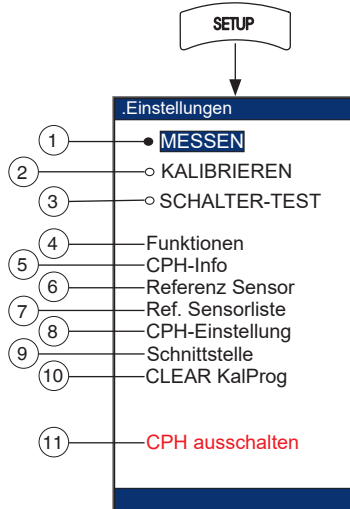 SETUP
.Einstellungen
1 MESSEN
2 KALIBRIEREN
3 SCHALTER-TEST
4 Funktionen
5 CPH-Info
6 Referenz Sensor
7 Ref. Sensorliste
8 CPH-Einstellung
9 Schnittstelle
10 CLEAR KalProg
11 CPH ausschalten